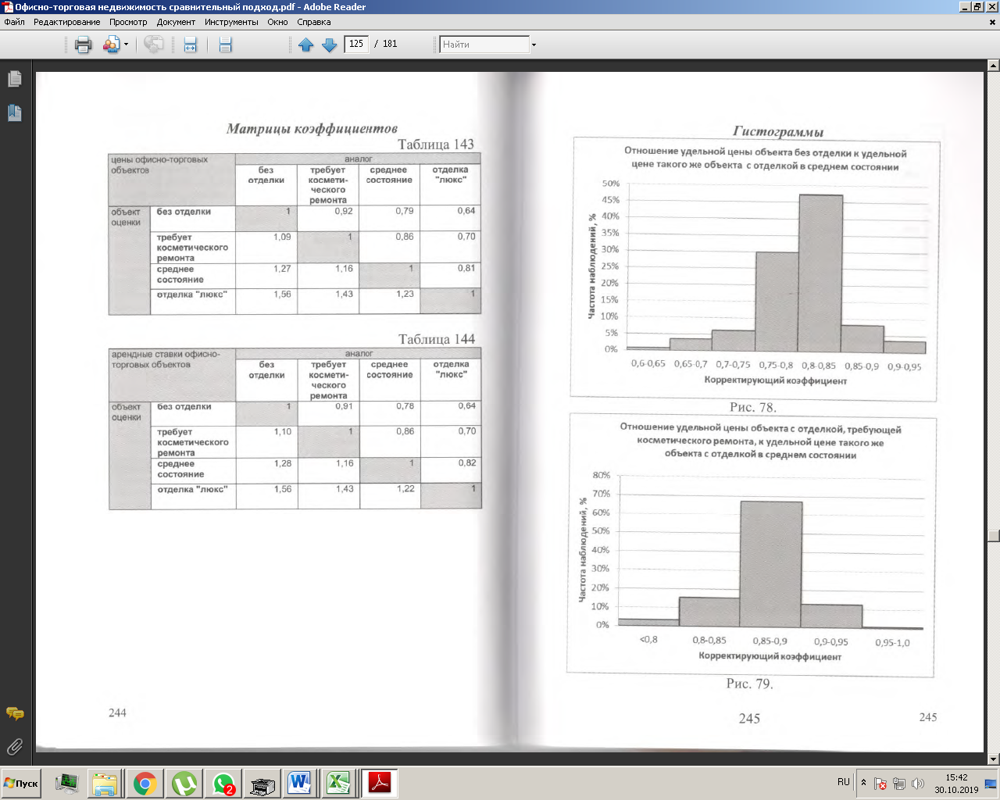 Офисно-торговая недвижимость сравнительный подход.pdf - Adobe Reader
Файл Редактирование Просмотр Документ Инструменты Окно Справка
125 / 181 Найти
Матрицы коэффициентов
Таблица 143
цены офисно-торговых объектов
аналог
без отделки
требует космети-ческого ремонта
среднее состояние
отделка "люкс"
объект оценки
без отделки 1 0,92 0,79 0,64
требует косметического ремонта 1,09 1 0,86 0,70
среднее состояние 1,27 1,16 1 0,81
отделка "люкс" 1,56 1,43 1,23 1
Таблица 144
арендные ставки офисно-торговых объектов
аналог
без отделки
требует космети-ческого ремонта
среднее состояние
отделка "люкс"
объект оценки
без отделки 1 0,91 0,78 0,64
требует косметического ремонта 1,10 1 0,86 0,70
среднее состояние 1,28 1,16 1 0,82
отделка "люкс" 1,56 1,43 1,22 1
244
Гистограммы
Отношение удельной цены объекта без отделки к удельной
цене такого же объекта с отделкой в среднем состоянии
Частота наблюдений, %
50%
45%
40%
35%
30%
25%
20%
15%
10%
5%
0%
0,6-0,65 0,65-0,7 0,7-0,75 0,75-0,8 0,8-0,85 0,85-0,9 0,9-0,95
Корректирующий коэффициент
Рис. 78.
Отношение удельной цены объекта с отделкой, требующей
косметического ремонта, к удельной цене такого же
объекта с отделкой в среднем состоянии
Частота наблюдений, %
80%
70%
60%
50%
40%
30%
20%
10%
0%
<0,8 0,8-0,85 0,85-0,9 0,9-0,95 0,95-1,0
Корректирующий коэффициент
Рис. 79.
245 245
Пуск
2
RU
15:42
30.10.2019